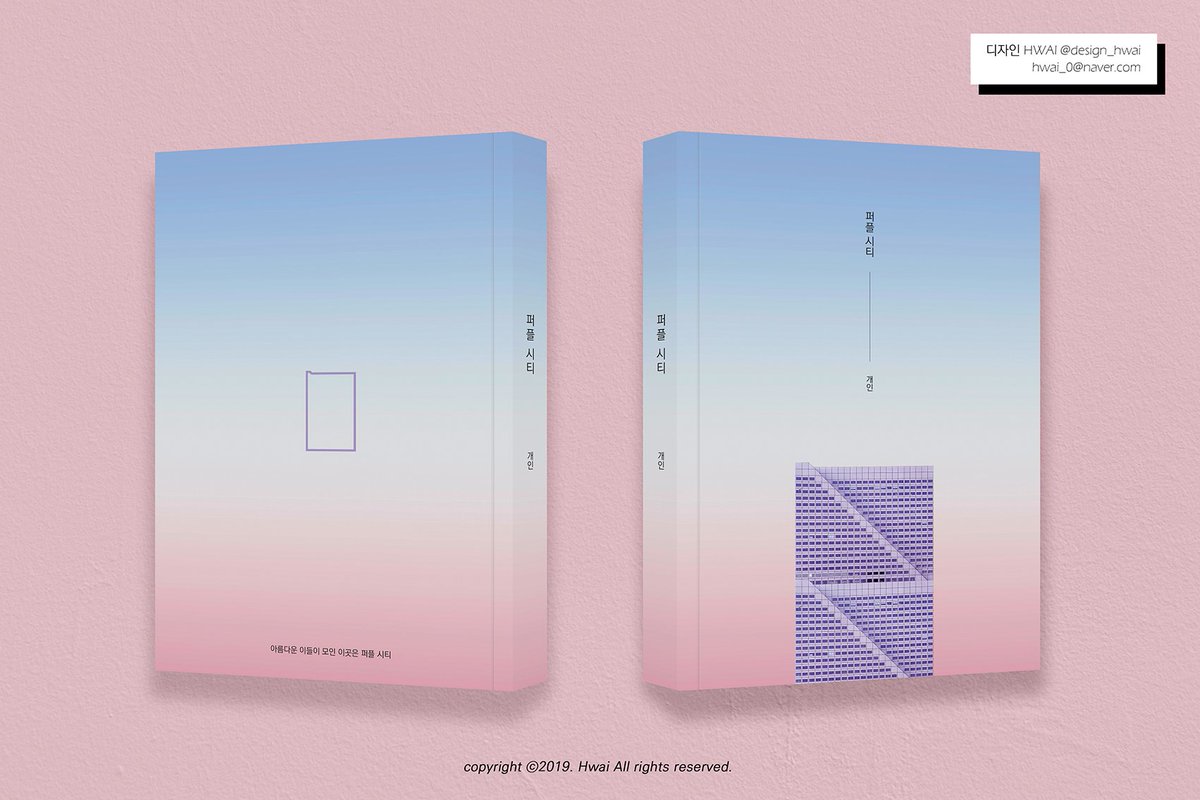 디자인 HWAI @design_hwai
hwai_0@naver.com
퍼플 시티
개인
아름다운 이들이 모인 이곳은 퍼플 시티
퍼플 시티
개인
퍼플 시티
개인
copyright ©2019. Hwai All rights reserved.